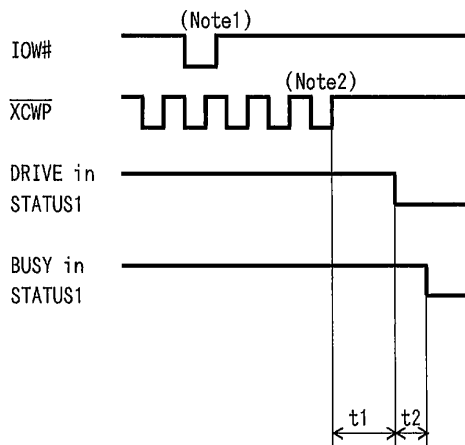 (Note1)
IOW#
(Note2)
XCWP
DRIVE in
STATUS1
BUSY in
STATUS1
t1
t2